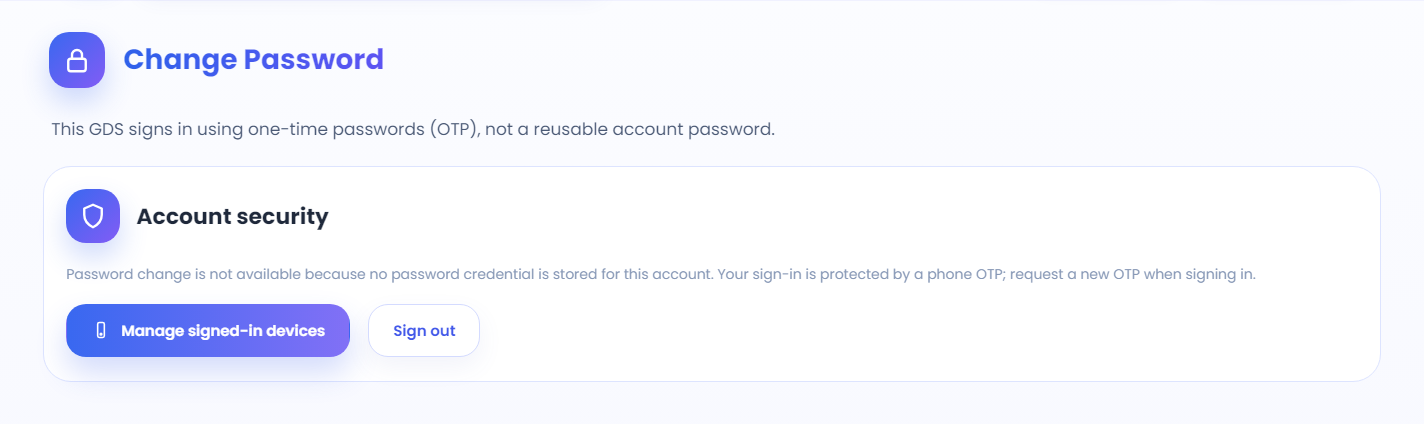 Change Password
This GDS signs in using one-time passwords (OTP), not a reusable account password.
Account security
Password change is not available because no password credential is stored for this account. Your sign-in is protected by a phone OTP; request a new OTP when signing in.
Manage signed-in devices
Sign out